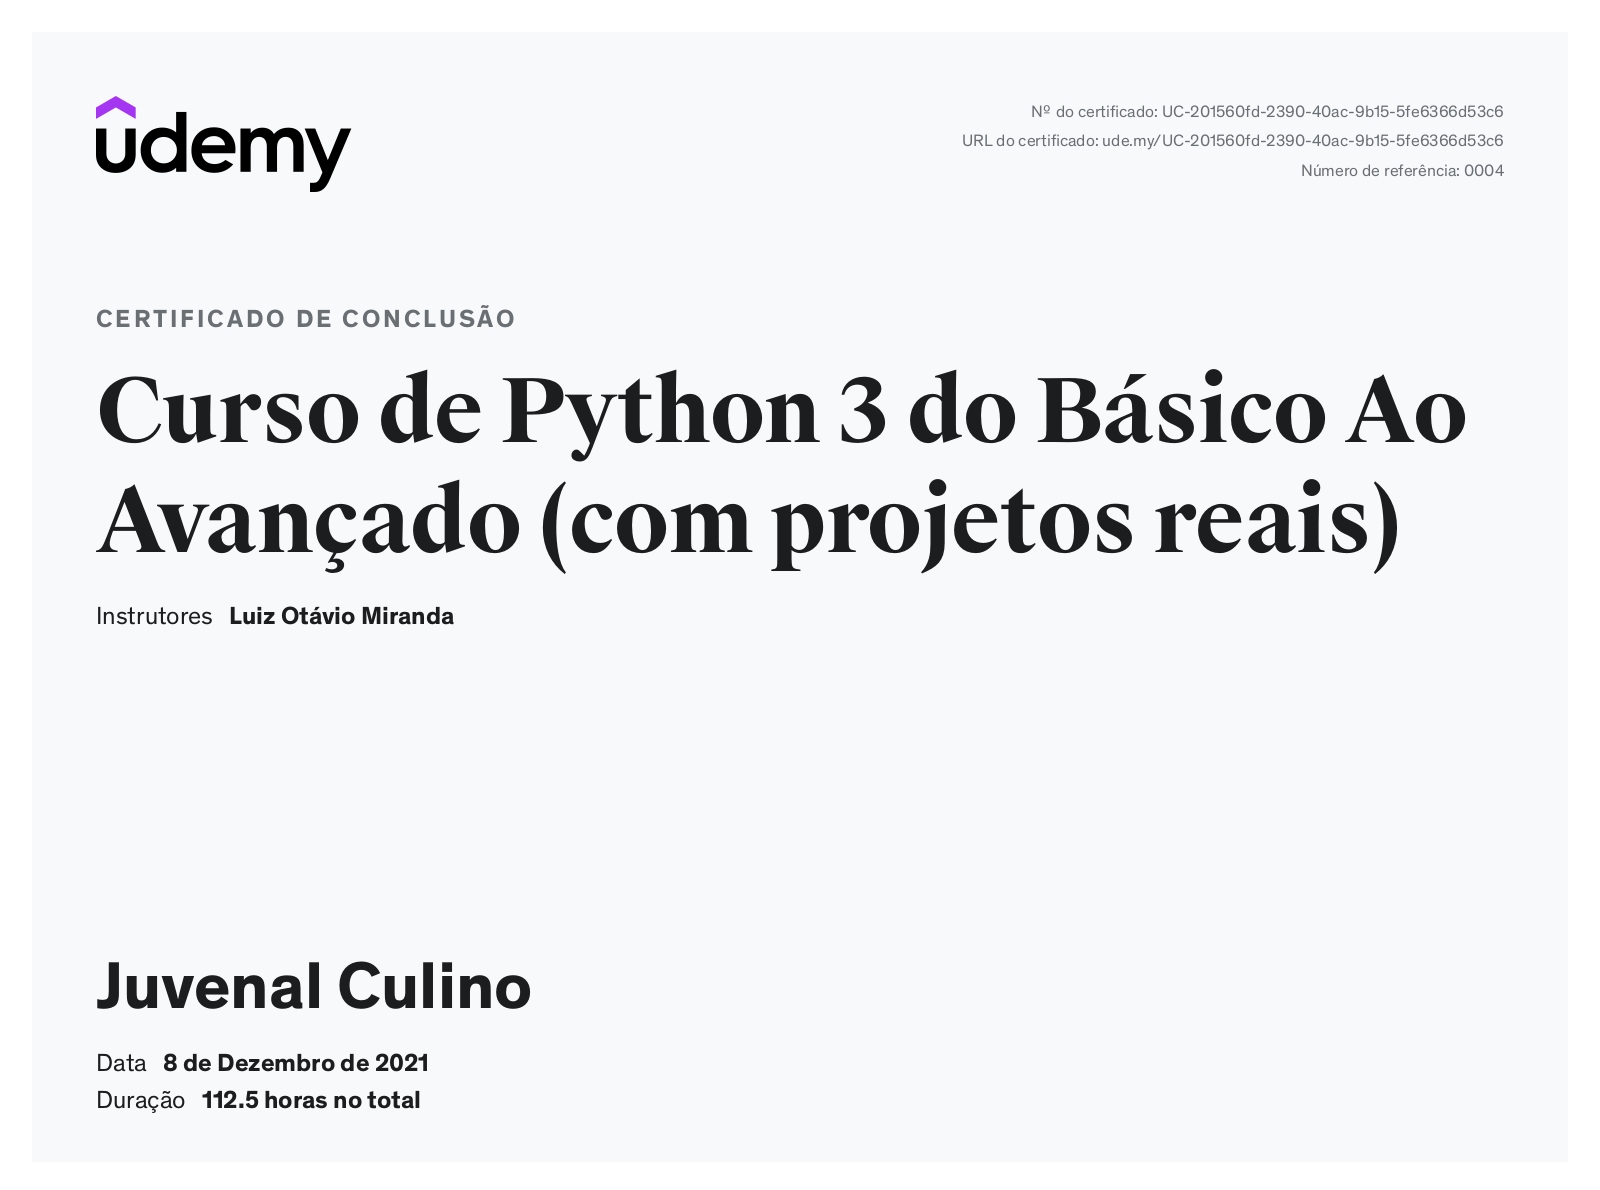 udemy
Nº do certificado: UC-201560fd-2390-40ac-9b15-5fe6366d53c6
URL do certificado: ude.my/UC-201560fd-2390-40ac-9b15-5fe6366d53c6
Número de referência: 0004
CERTIFICADO DE CONCLUSÃO
Curso de Python 3 do Básico Ao
Avançado (com projetos reais)
Instrutores Luiz Otávio Miranda
Juvenal Culino
Data 8 de Dezembro de 2021
Duração 112.5 horas no total